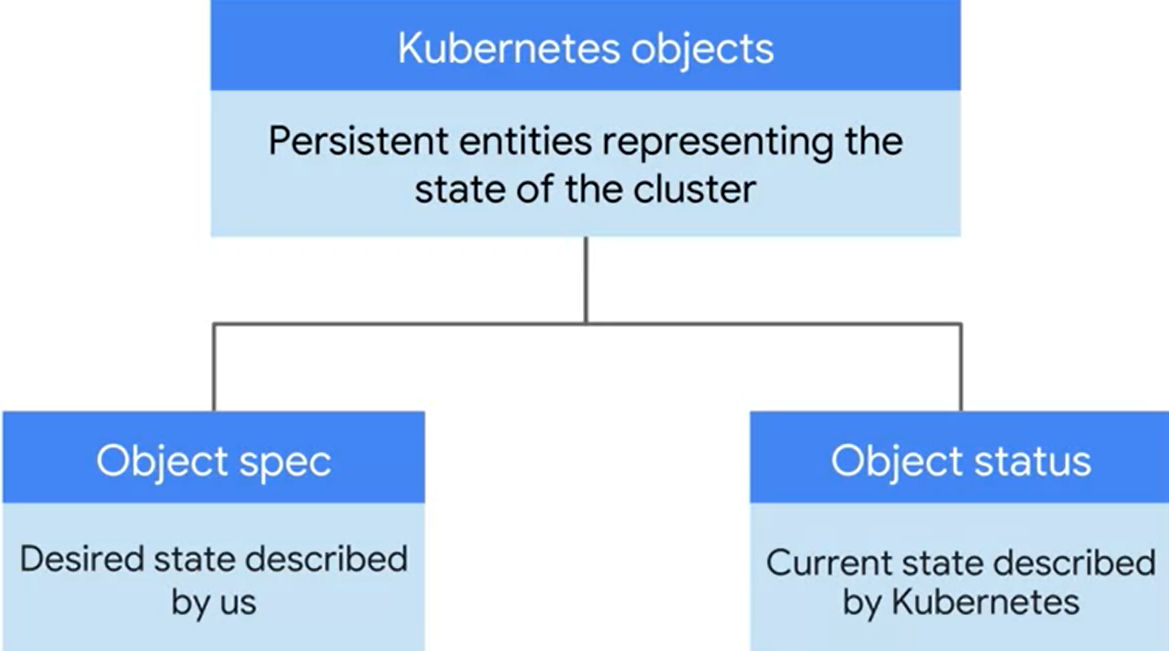 Kubernetes objects
Persistent entities representing the
state of the cluster
Object spec
Desired state described
by us
Object status
Current state described
by Kubernetes